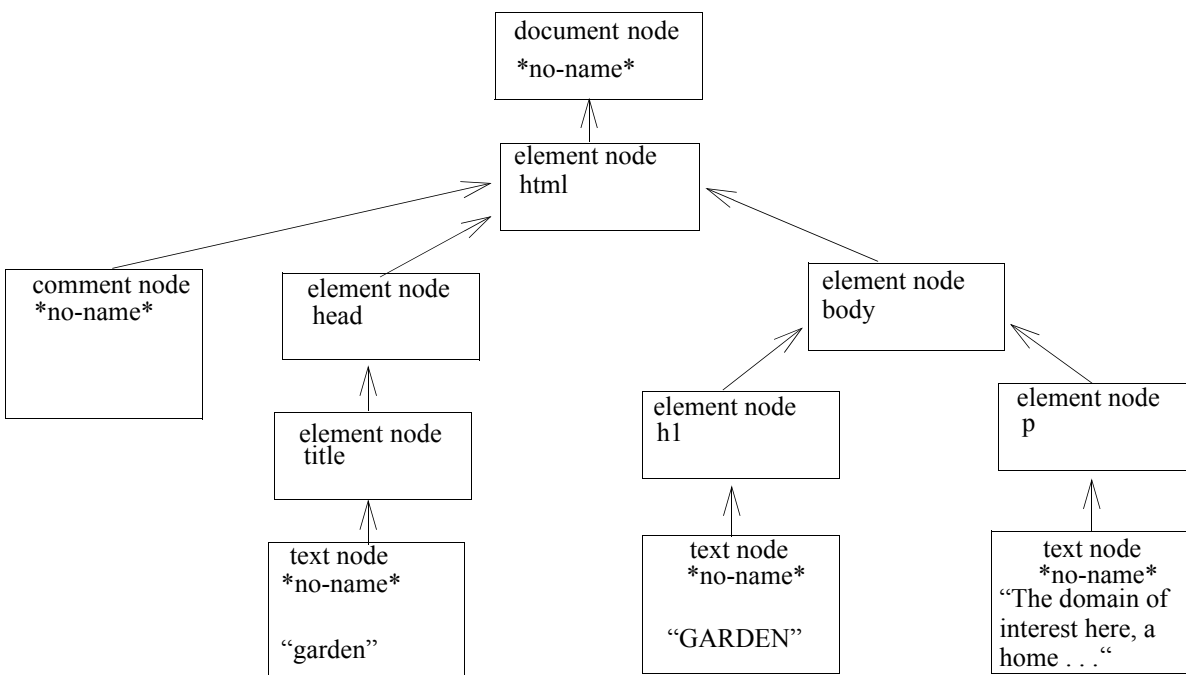 document node
*no-name*
element node
html
comment node
*no-name*
element node
head
element node
body
element node
title
element node
h1
element node
p
text node
*no-name*
“garden”
text node
*no-name*
“GARDEN”
text node
*no-name*
“The domain of
interest here, a
home . . .“